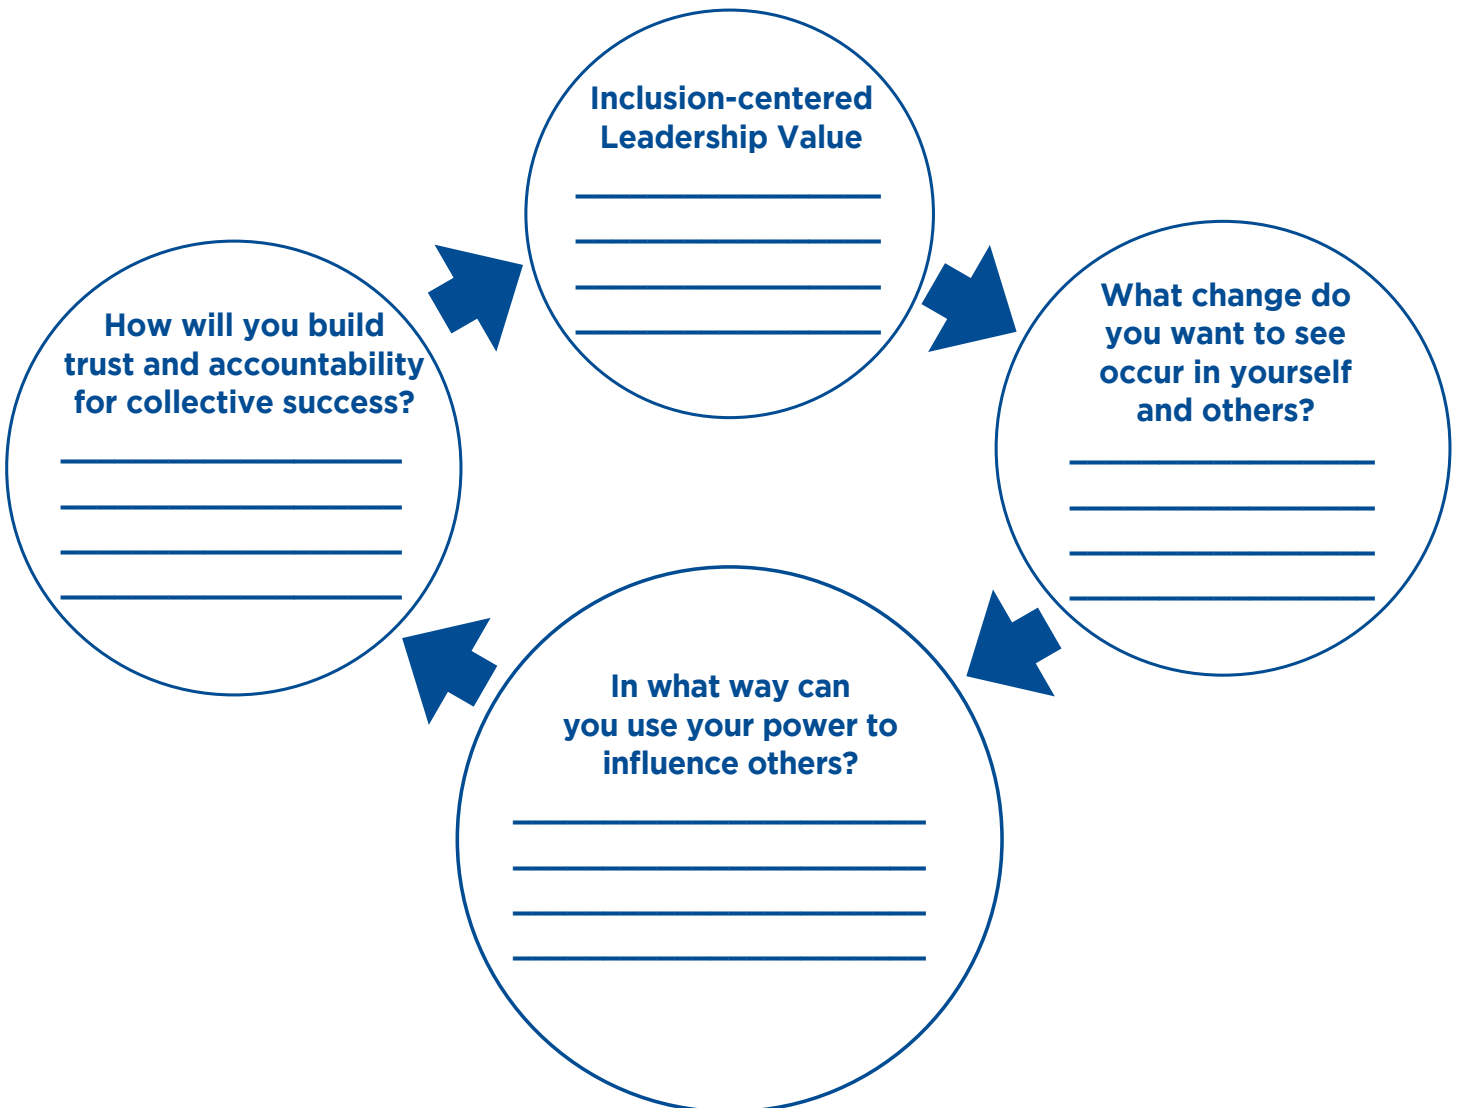 Inclusion-centered
Leadership Value
What change do
you want to see
occur in yourself
and others?
In what way can
you use your power to
influence others?
How will you build
trust and accountability
for collective success?